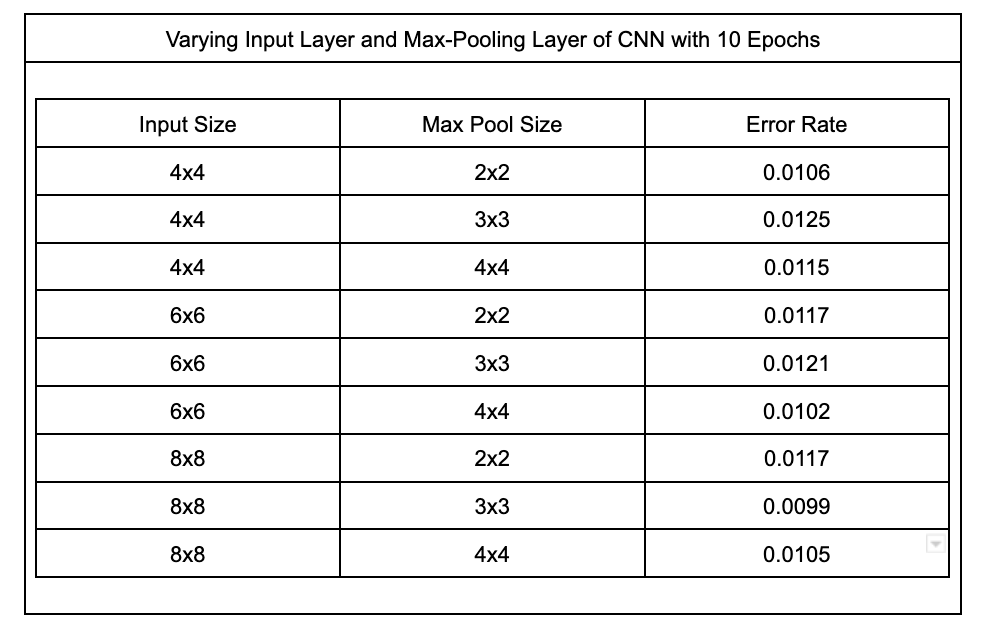 Varying Input Layer and Max-Pooling Layer of CNN with 10 Epochs
Input Size Max Pool Size Error Rate
4x4 2x2 0.0106
4x4 3x3 0.0125
4x4 4x4 0.0115
6x6 2x2 0.0117
6x6 3x3 0.0121
6x6 4x4 0.0102
8x8 2x2 0.0117
8x8 3x3 0.0099
8x8 4x4 0.0105